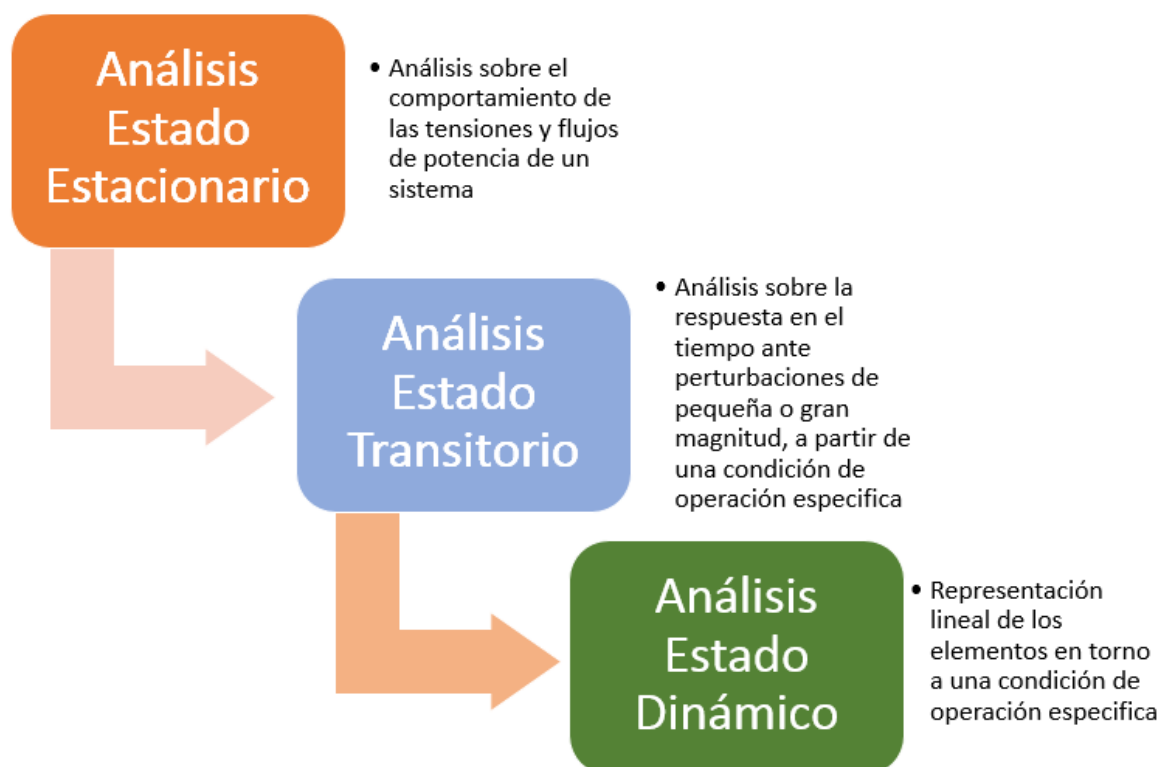 Análisis
Estado
Estacionario
• Análisis sobre el
comportamiento de
las tensiones y flujos
de potencia de un
sistema
Análisis
Estado
Transitorio
• Análisis sobre la
respuesta en el
tiempo ante
perturbaciones de
pequeña o gran
magnitud, a partir de
una condición de
operación especifica
Análisis
Estado
Dinámico
• Representación
lineal de los
elementos en torno
a una condición de
operación especifica